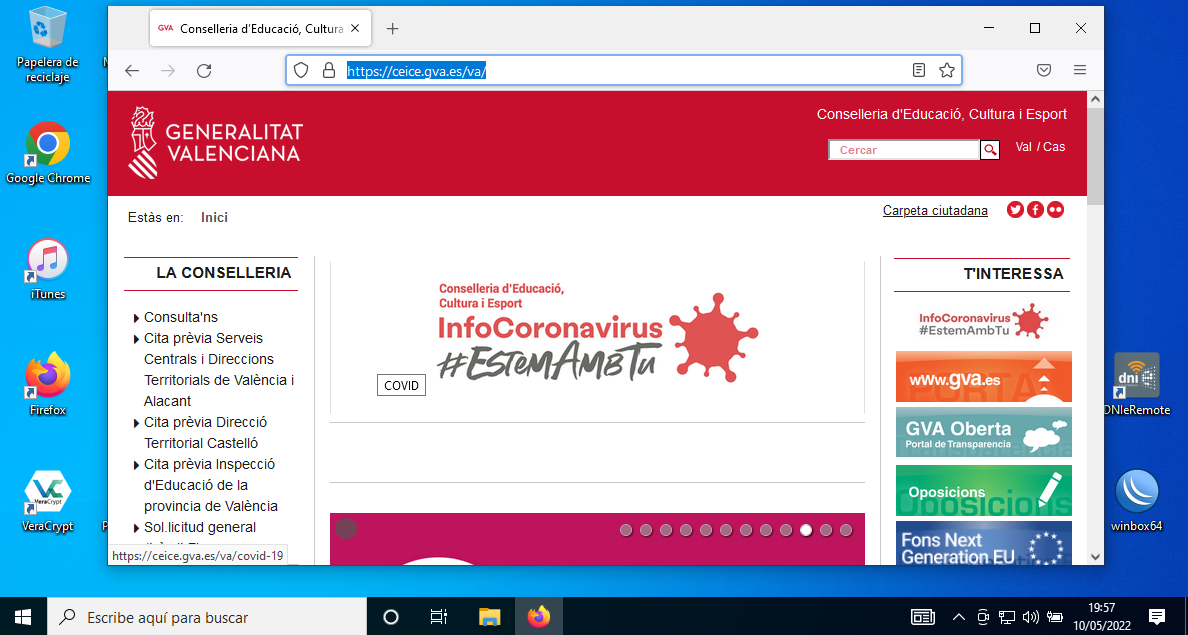 Papelera de
reciclaje
Google Chrome
iTunes
Firefox
VeraCrypt
VeraCrypt
GVA Conselleria d'Educació, Cultura
https://ceice.gva.es/va/
GENERALITAT
VALENCIANA
Conselleria d'Educació, Cultura i Esport
Cercar
Val / Cas
Estàs en: Inici
Carpeta ciutadana
LA CONSELLERIA
Consulta'ns
Cita prèvia Serveis
Centrals i Direccions
Territorials de València i
Alacant
Cita prèvia Direcció
Territorial Castelló
Cita prèvia Inspecció
d'Educació de la
provincia de València
Sol.licitud general
https://ceice.gva.es/va/covid-19
Conselleria d'Educació,
Cultura i Esport
InfoCoronavirus
#EstemAmbTu
COVID
T'INTERESSA
InfoCoronavirus
#EstemAmbTu
www.gva.es
GVA Oberta
Portal de Transparencia
Oposicions
Oposicions
Fons Next
Generation EU
dni
DNIeRemote
winbox64
Escribe aquí para buscar
19:57
10/05/2022